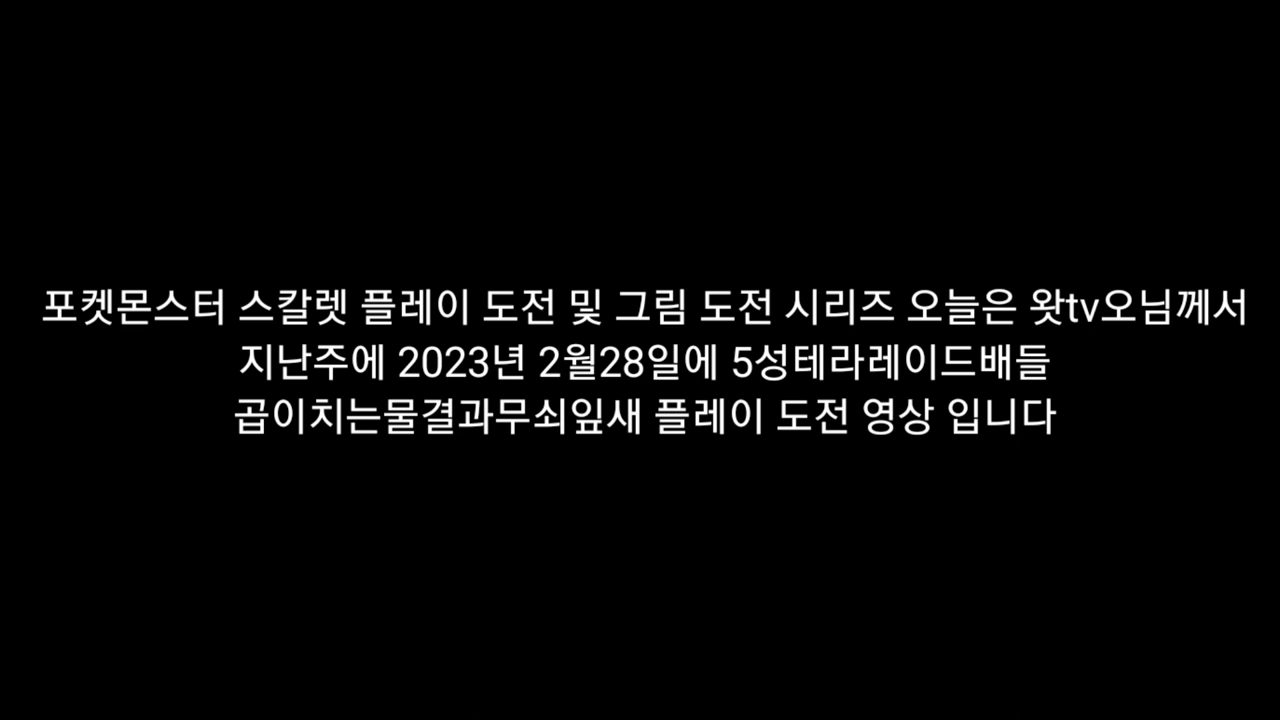 포켓몬스터 스칼렛 플레이 도전 및 그림 도전 시리즈 오늘은 왓tv오님께서
지난주에 2023년 2월28일에 5성테라레이드배들
곱이치는물결과무쇠잎새 플레이 도전 영상 입니다